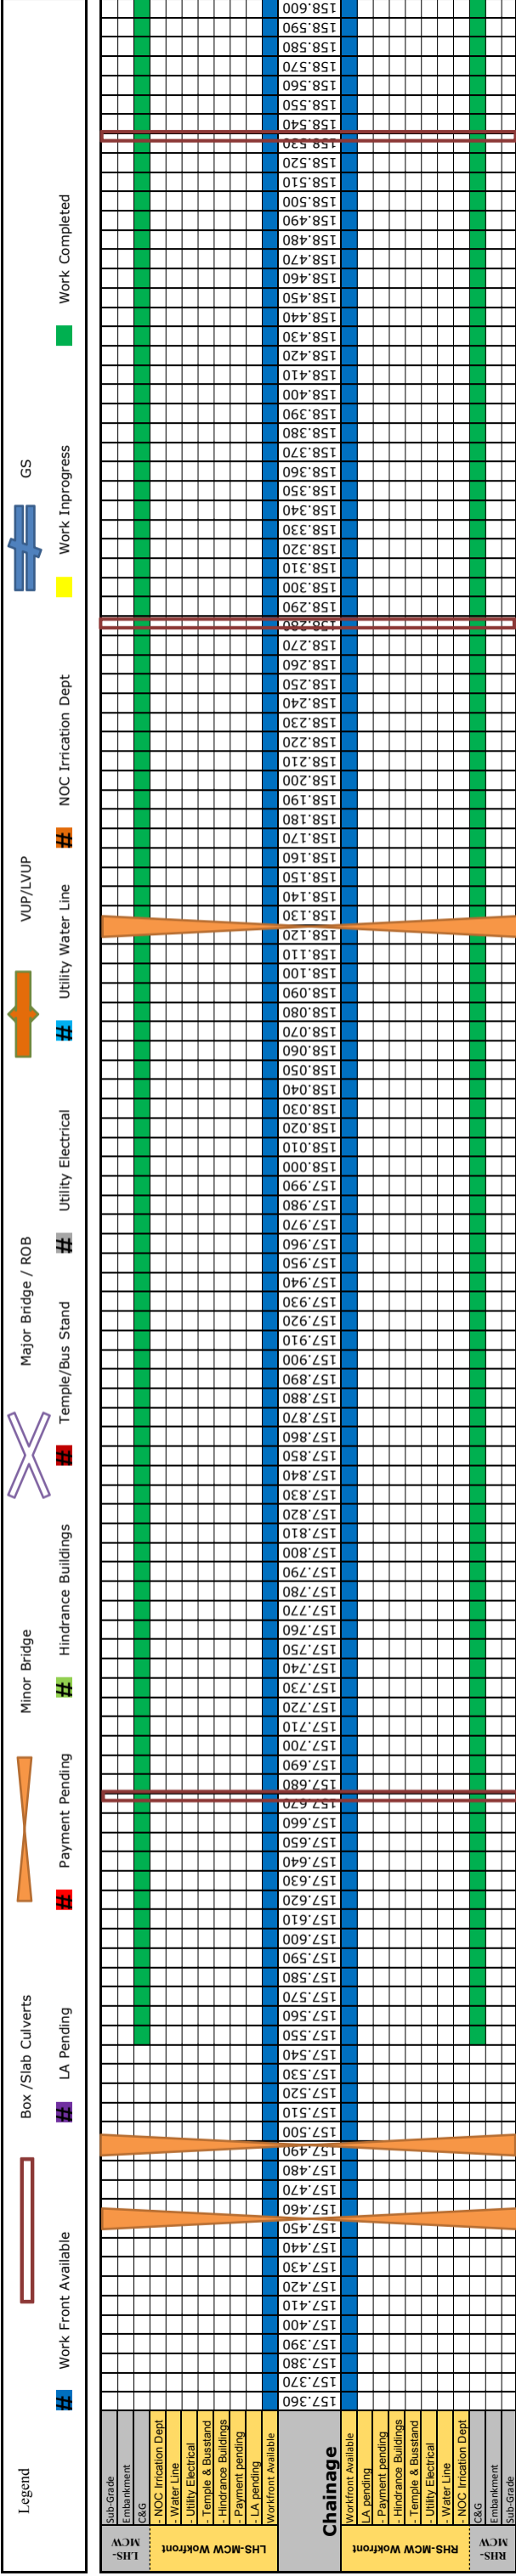 Legend
Box /Slab Culverts
Minor Bridge
Major Bridge / ROB
VUP/LVUP
GS
# Work Front Available
# LA Pending
# Payment Pending
# Hindrance Buildings
# Temple/Bus Stand
# Utility Electrical
# Utility Water Line
# NOC Irrication Dept
Work Inprogress
Work Completed
LHS-MCW
Sub-Grade
Embankment
C&G
LHS-MCW Wokfront
- NOC Irrication Dept
- Water Line
- Utility Electrical
- Temple & Busstand
- Hindrance Buildings
- Payment pending
- LA pending
Workfront Available
Chainage
157.360
157.370
157.380
157.390
157.400
157.410
157.420
157.430
157.440
157.450
157.460
157.470
157.480
157.490
157.500
157.510
157.520
157.530
157.540
157.550
157.560
157.570
157.580
157.590
157.600
157.610
157.620
157.630
157.640
157.650
157.660
157.670
157.680
157.690
157.700
157.710
157.720
157.730
157.740
157.750
157.760
157.770
157.780
157.790
157.800
157.810
157.820
157.830
157.840
157.850
157.860
157.870
157.880
157.890
157.900
157.910
157.920
157.930
157.940
157.950
157.960
157.970
157.980
157.990
158.000
158.010
158.020
158.030
158.040
158.050
158.060
158.070
158.080
158.090
158.100
158.110
158.120
158.130
158.140
158.150
158.160
158.170
158.180
158.190
158.200
158.210
158.220
158.230
158.240
158.250
158.260
158.270
158.280
158.290
158.300
158.310
158.320
158.330
158.340
158.350
158.360
158.370
158.380
158.390
158.400
158.410
158.420
158.430
158.440
158.450
158.460
158.470
158.480
158.490
158.500
158.510
158.520
158.530
158.540
158.550
158.560
158.570
158.580
158.590
158.600
RHS-MCW Wokfront
Workfront Available
LA pending
- Payment pending
- Hindrance Buildings
- Temple & Busstand
- Utility Electrical
- Water Line
- NOC Irrication Dept
RHS-MCW
C&G
Embankment
Sub-Grade